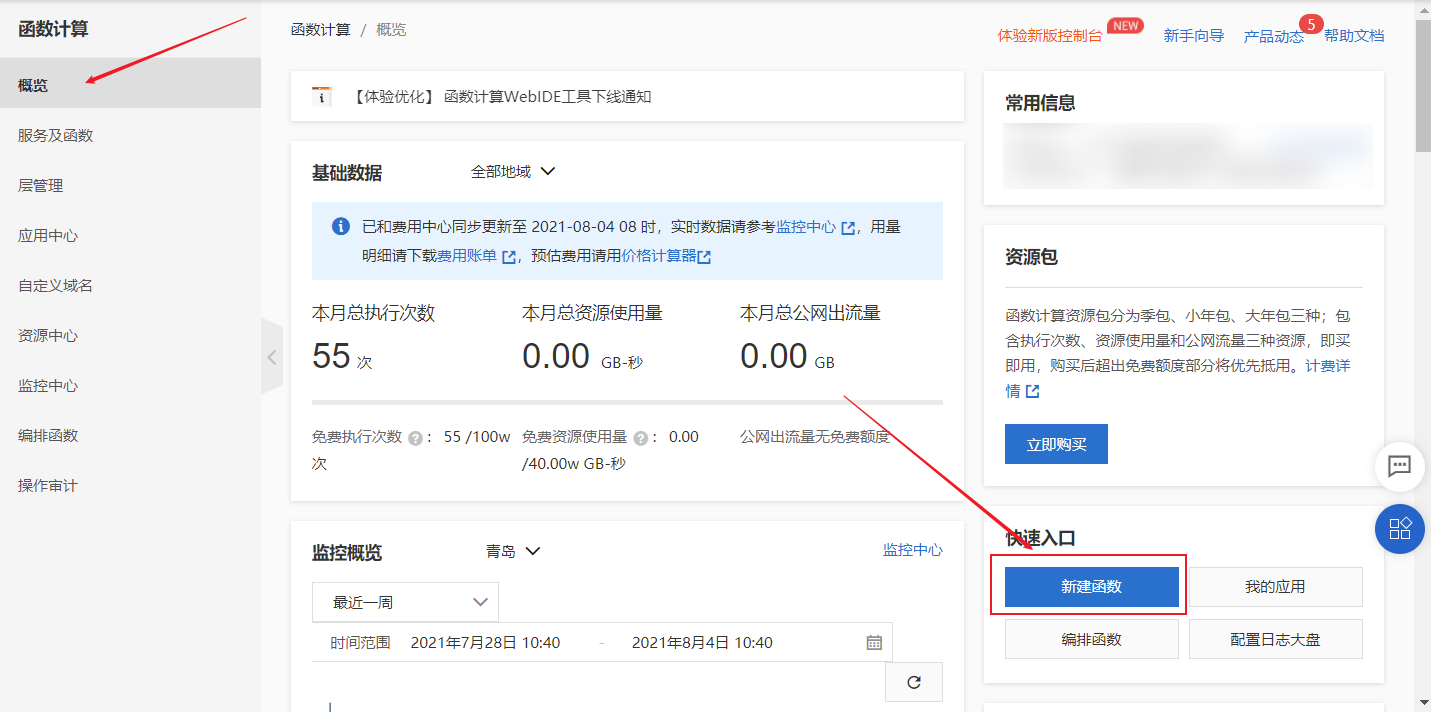 函数计算
概览
服务及函数
层管理
应用中心
自定义域名
资源中心
监控中心
编排函数
操作审计
函数计算 / 概览
体验新版控制台 NEW 新手向导 产品动态 5 帮助文档
【体验优化】 函数计算WebIDE工具下线通知
基础数据 全部地域
已和费用中心同步更新至 2021-08-04 08 时，实时数据请参考监控中心，用量
明细请下载费用账单，预估费用请用价格计算器
本月总执行次数 本月总资源使用量 本月总公网出流量
55 次 0.00 GB-秒 0.00 GB
免费执行次数 ? ： 55 /100w 免费资源使用量 ? ： 0.00 公网出流量无免费额度
次 /40.00w GB-秒
监控概览 青岛 监控中心
最近一周
时间范围 2021年7月28日 10:40 - 2021年8月4日 10:40
常用信息
资源包
函数计算资源包分为季包、小年包、大年包三种；包
含执行次数、资源使用量和公网流量三种资源，即买
即用，购买后超出免费额度部分将优先抵用。计费详
情
立即购买
快速入口
新建函数 我的应用
编排函数 配置日志大盘